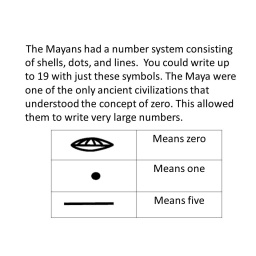 The Mayans had a number system consisting
of shells, dots, and lines.  You could write up
to 19 with just these symbols. The Maya were
one of the only ancient civilizations that
understood the concept of zero. This allowed
them to write very large numbers.
Means zero
Means one
Means five